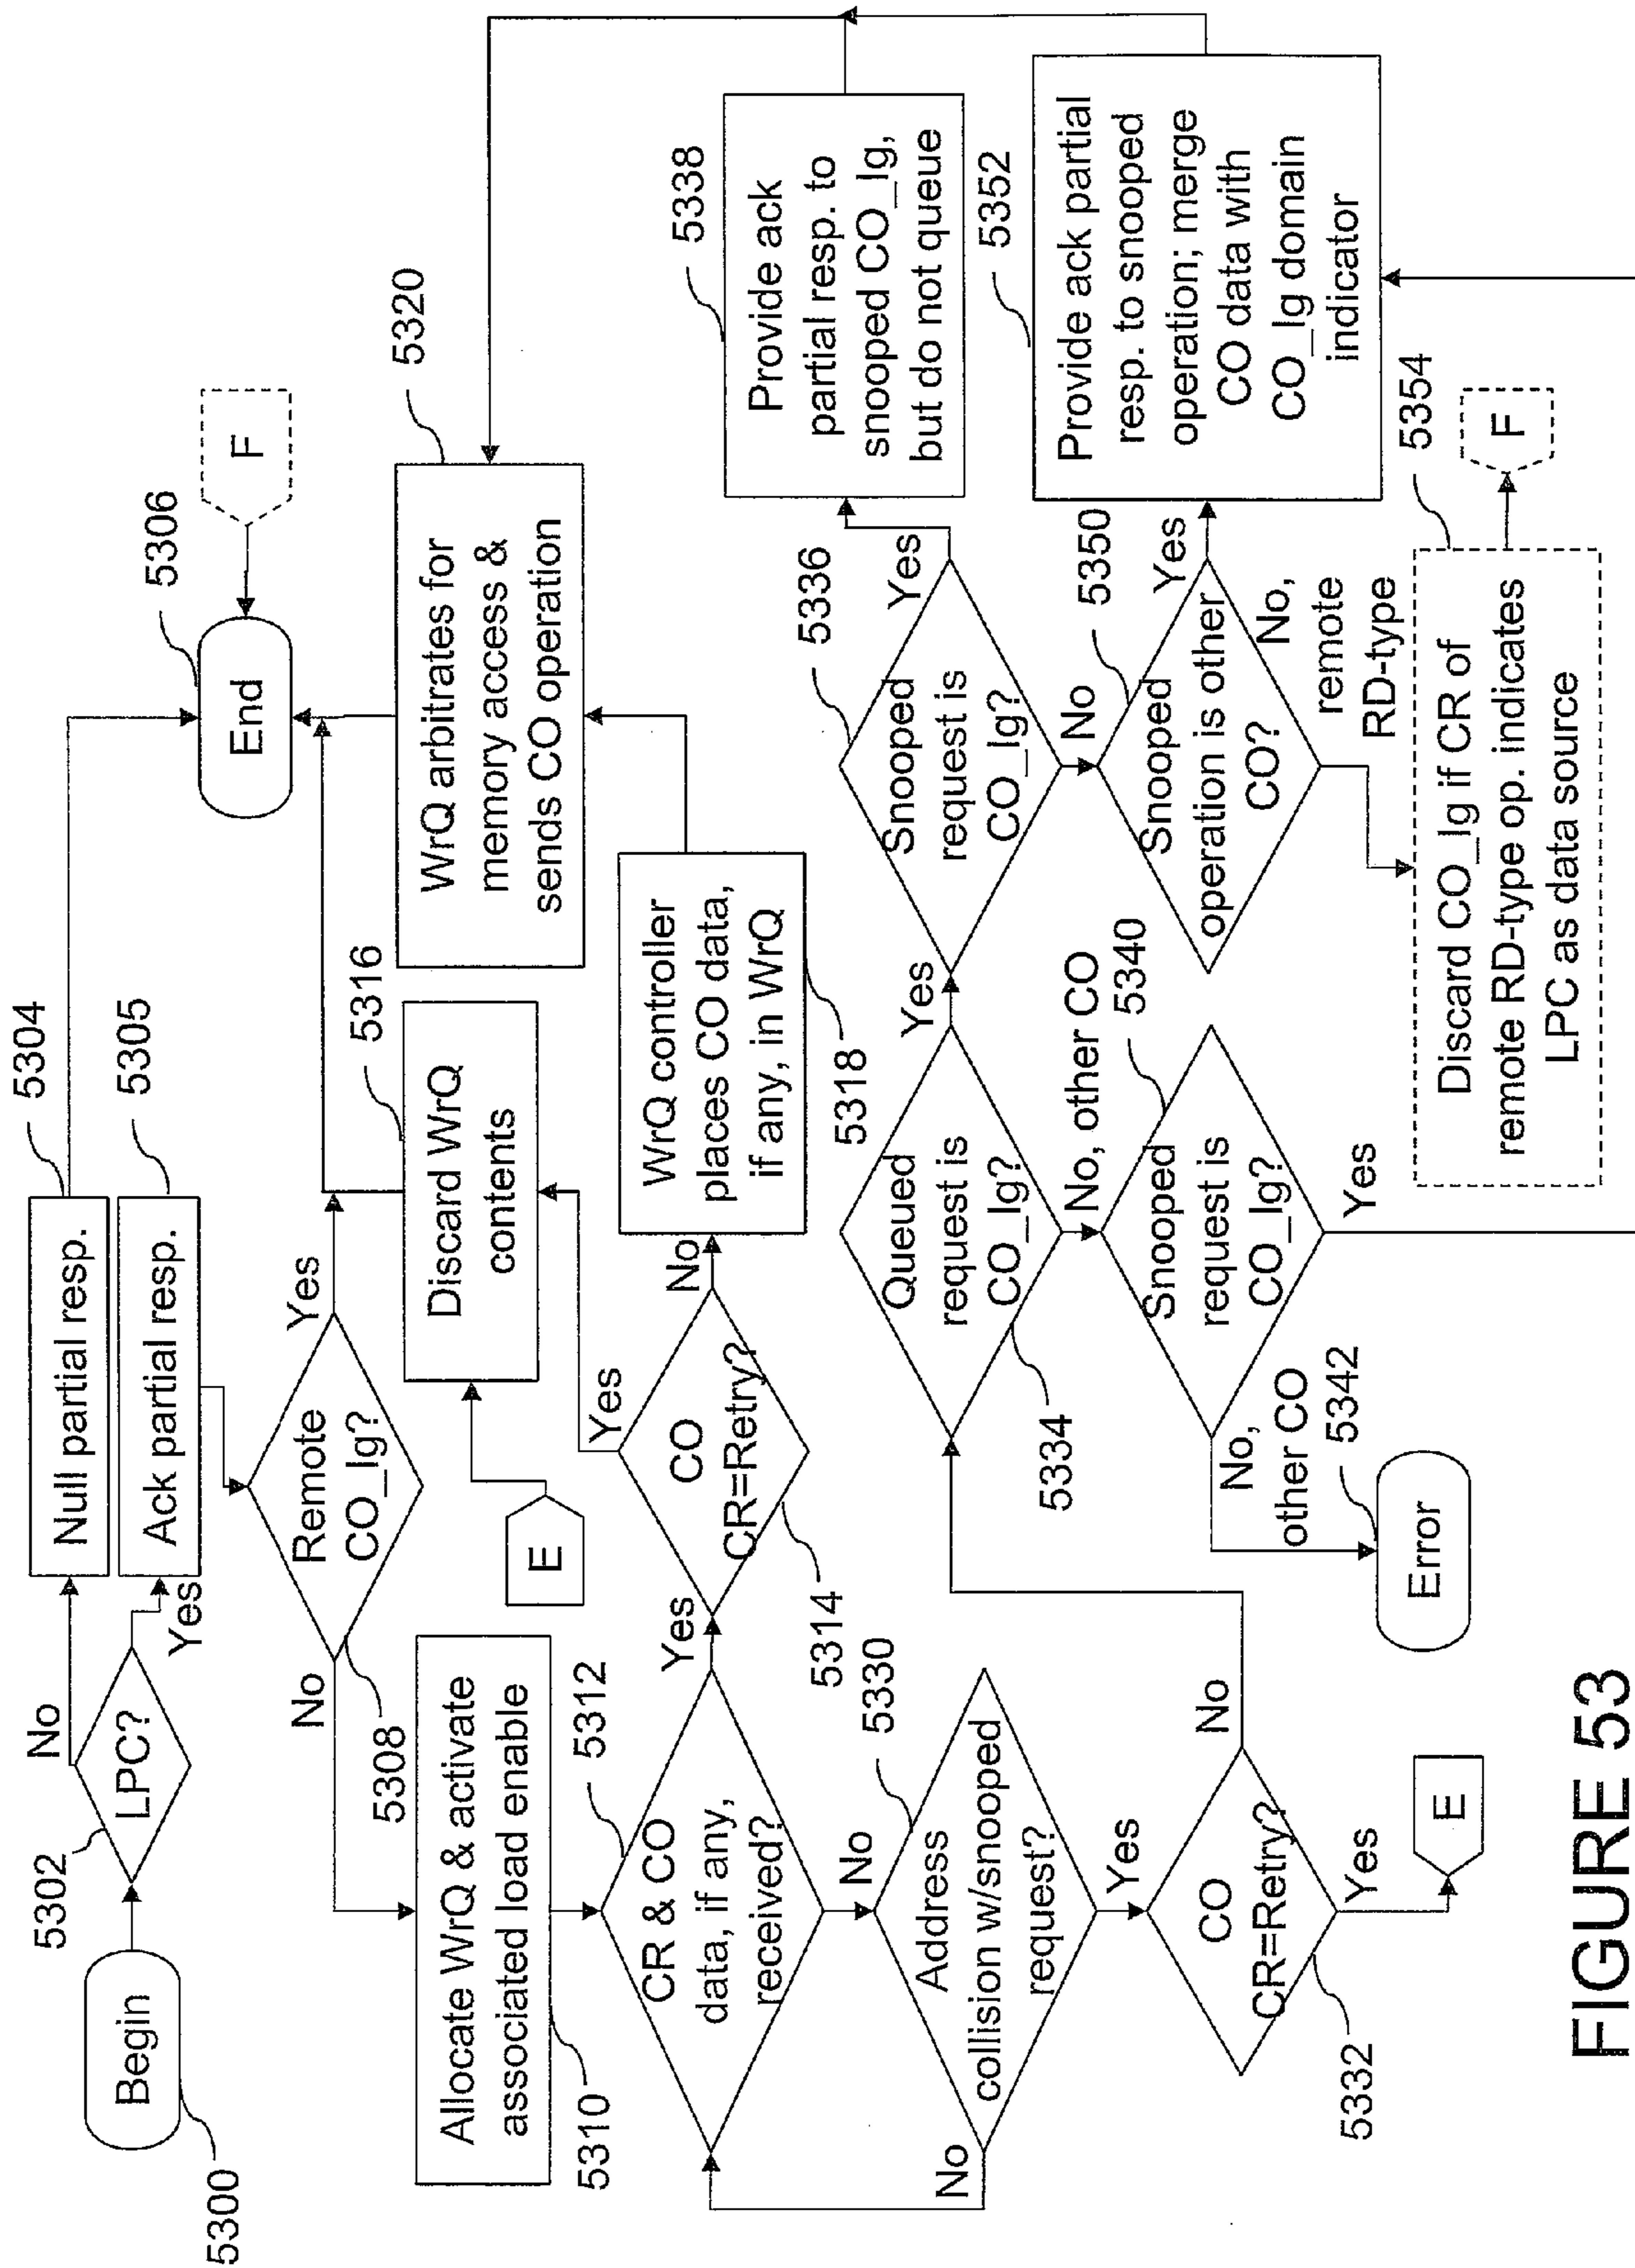 5300
Begin
5302
LPC?
No
Yes
5304
Null partial resp.
5305
Ack partial resp.
5306
End
F
Remote
CO_lg?
Yes
No
5308
Allocate WrQ & activate
associated load enable
5310
5312
CR & CO
data, if any,
received?
Yes
No
CO
CR=Retry?
5314
Yes
No
E
5316
Discard WrQ
contents
WrQ controller
places CO data,
if any, in WrQ
5318
5320
WrQ arbitrates for
memory access &
sends CO operation
5330
Address
collision w/snooped
request?
No
Yes
CO
CR=Retry?
5332
No
Yes
E
5334
Queued
request is
CO_lg?
Yes
No, other CO
5336
Snooped
request is
CO_lg?
Yes
No
5338
Provide ack
partial resp. to
snooped CO_lg,
but do not queue
5340
Snooped
request is
CO_lg?
Yes
No,
other CO
5342
Error
5350
Snooped
operation is other
CO?
Yes
No,
remote
RD-type
5352
Provide ack partial
resp. to snooped
operation; merge
CO data with
CO_lg domain
indicator
5354
Discard CO_lg if CR of
remote RD-type op. indicates
LPC as data source
F
FIGURE 53